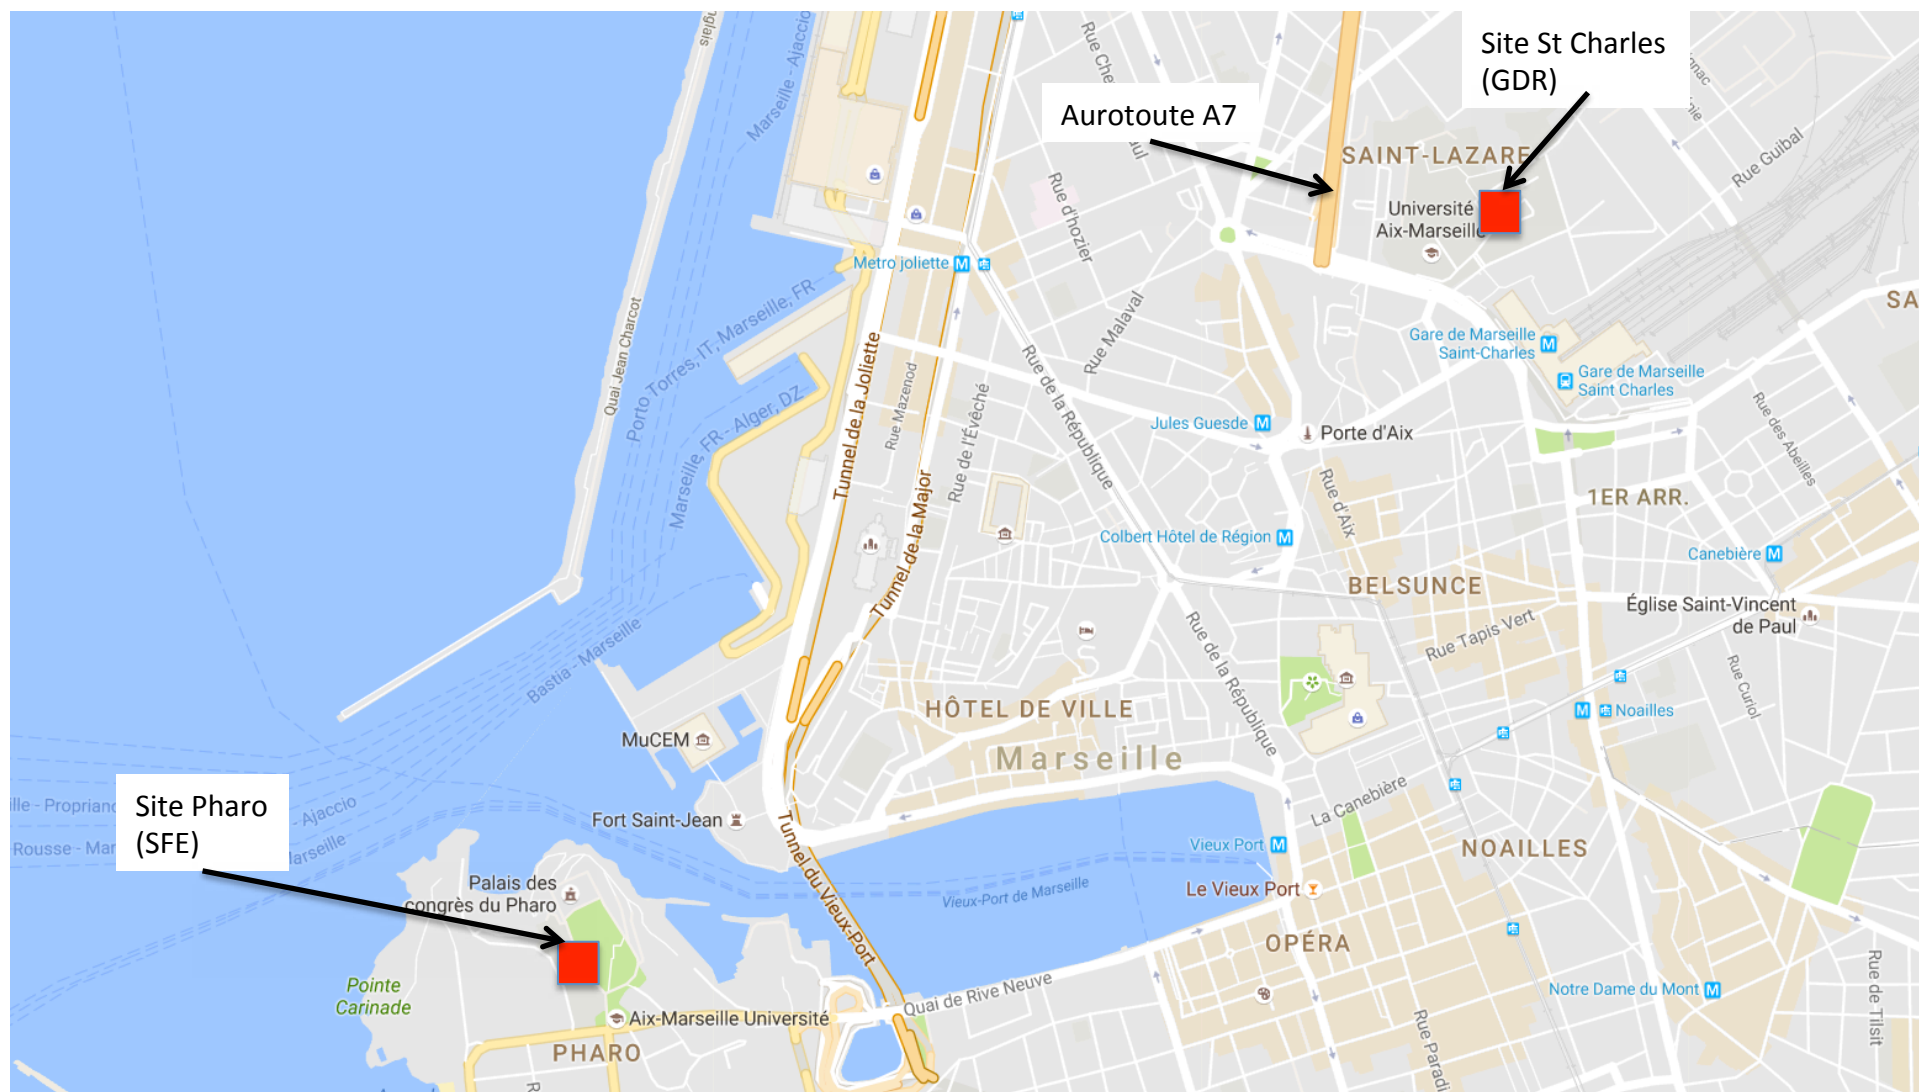 Site St Charles
(GDR)
Aurotoute A7
Site Pharo
(SFE)
SAINT-LAZARE
Université
Aix-Marseille
Rue Guibal
Rue d'hozier
Rue Malaval
Marseille - Ajaccio
Metro joliette
Quai Jean Charcot
Porto Torres, IT, Marseille, FR
Marseille, FR - Alger, DZ
Tunnel de la Joliette
Rue Mazenod
Rue de l'Évêché
Rue de la République
Tunnel de la Major
Gare de Marseille
Saint-Charles
Gare de Marseille
Saint Charles
Jules Guesde
Porte d'Aix
Rue d'Aix
Rue des Abeilles
1ER ARR.
Colbert Hôtel de Région
Canebière
BELSUNCE
Église Saint-Vincent
de Paul
Rue Tapis Vert
Rue de la République
Rue Curiol
Bastia - Marseille
HÔTEL DE VILLE
Marseille
MuCEM
Noailles
La Canebière
Fort Saint-Jean
Ajaccio
Tunnel du Vieux-Port
Vieux Port
NOAILLES
Vieux-Port de Marseille
Le Vieux Port
Palais des
congrès du Pharo
OPÉRA
Pointe
Carinade
Quai de Rive Neuve
Notre Dame du Mont
Rue de Tilsit
Aix-Marseille Université
PHARO